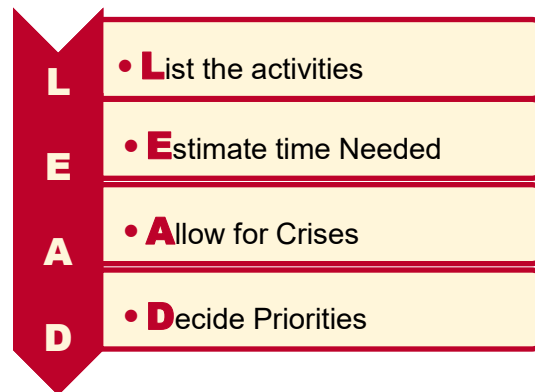 L
• List the activities
E
• Estimate time Needed
A
• Allow for Crises
D
• Decide Priorities